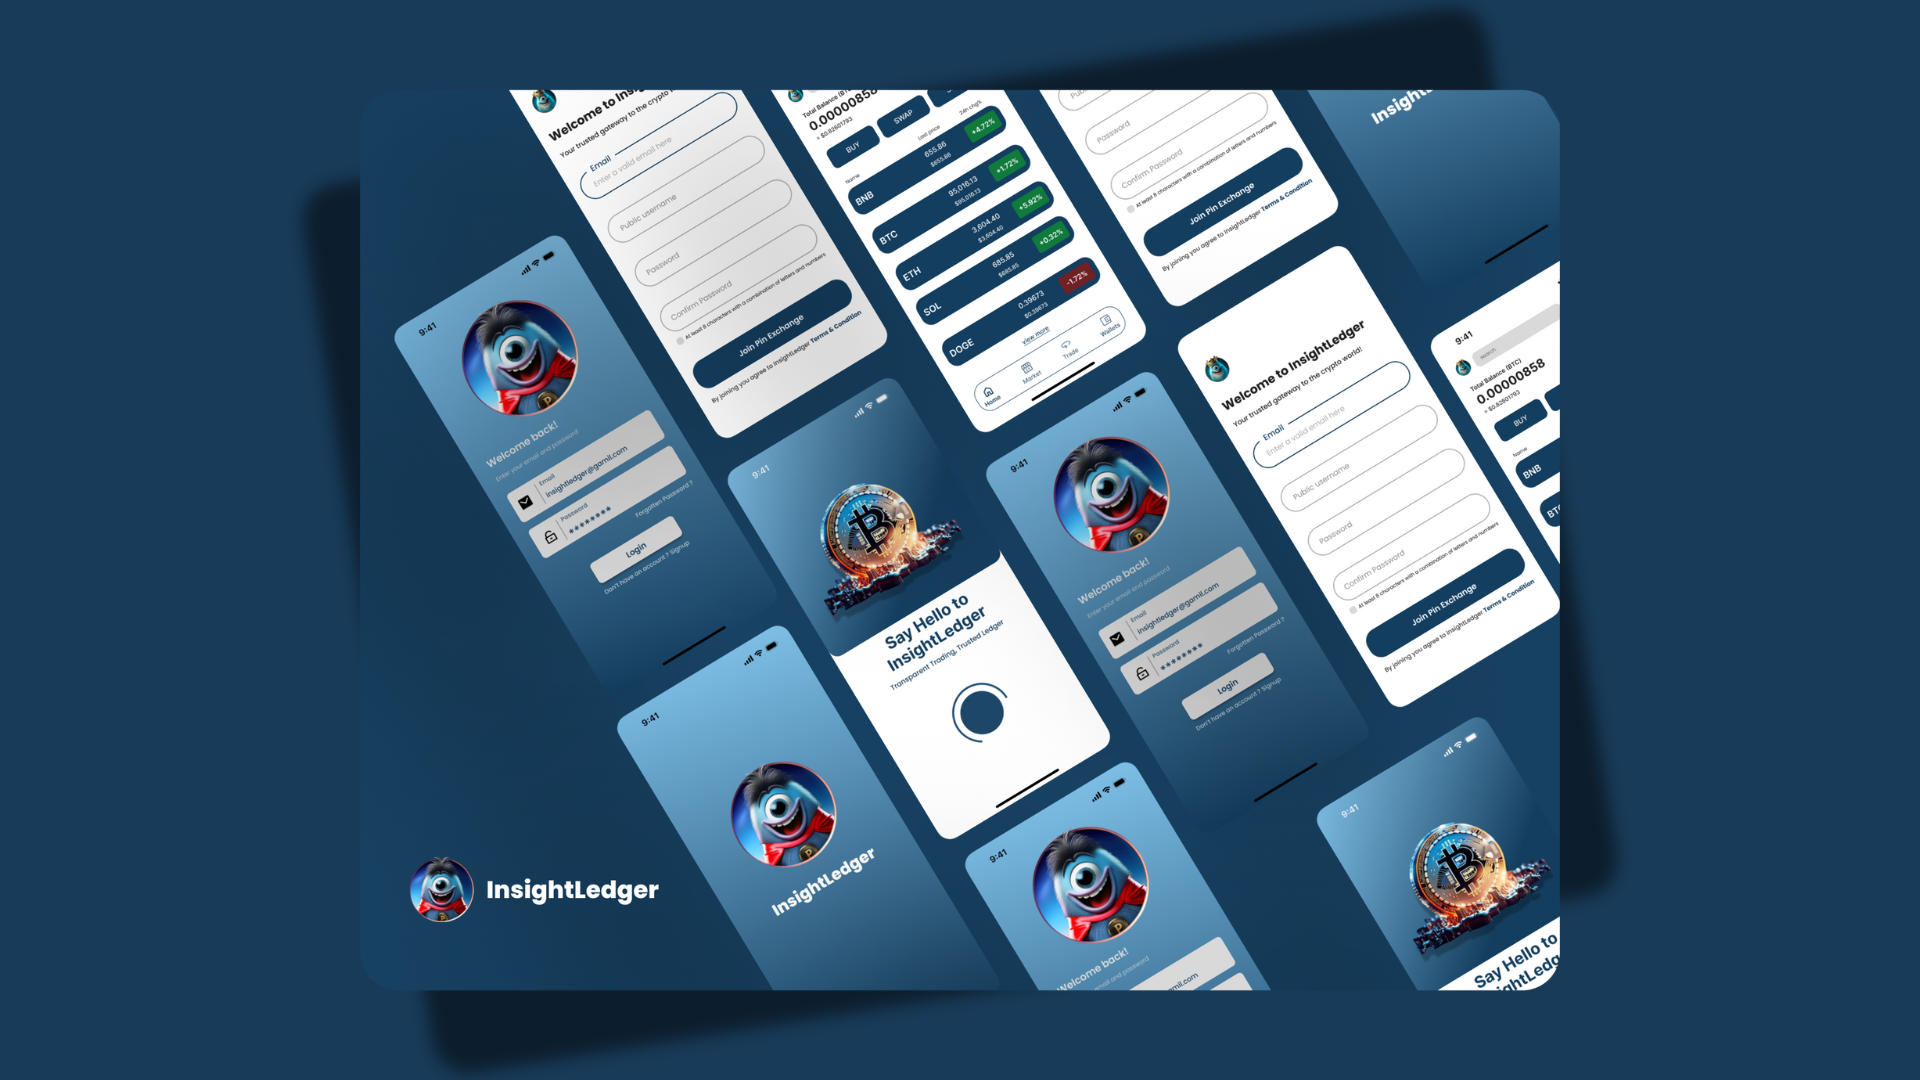 Welcome to Insig
Your trusted gateway to the crypto
Email
Enter a valid email here
Public username
Password
Confirm Password
At least 8 characters with a combination of letters and numbers
Join Pin Exchange
By joining you agree to InsightLedger Terms & Condition
Total Balance (BT
0.00000858
≈ $0.82601793
BUY
SWAP
Name
Last price
24h chg%
BNB
655.86
$655.86
+4.72%
BTC
95,016.13
$95,016.13
+1.72%
ETH
3,604.40
$3,604.40
+5.92%
SOL
685.85
$685.85
+0.32%
DOGE
0.39673
$0.39673
-1.72%
view more
Home
Market
Trade
Wallets
Password
Confirm Password
At least 8 characters with a combination of letters and numbers
Join Pin Exchange
By joining you agree to InsightLedger Terms & Condition
Insight
9:41
Welcome back!
Enter your email and password
Email
insightledger@gamil.com
Password
********
Forgotten Password ?
Login
Don't have an account ? Signup
9:41
Say Hello to
InsightLedger
Transparent Trading, Trusted Ledger
9:41
Welcome back!
Enter your email and password
Email
insightledger@gamil.com
Password
********
Forgotten Password ?
Login
Don't have an account ? Signup
Welcome to InsightLedger
Your trusted gateway to the crypto world!
Email
Enter a valid email here
Public username
Password
Confirm Password
At least 8 characters with a combination of letters and numbers
Join Pin Exchange
By joining you agree to InsightLedger Terms & Condition
9:41
Search
Total Balance (BTC)
0.00000858
≈ $0.82601793
BUY
Name
BNB
BTC
9:41
InsightLedger
9:41
Welcome back!
email and password
amil.com
9:41
Say Hello to
ightLedg
InsightLedger